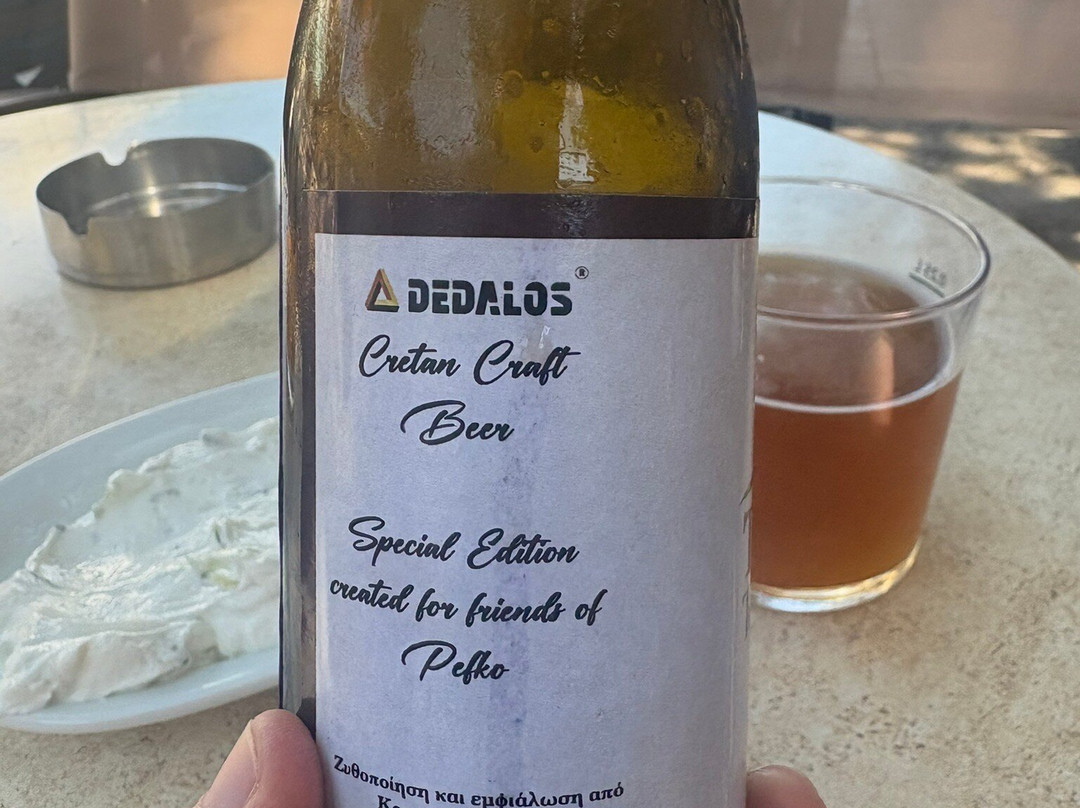 DEDALOS®
Cretan Craft
Beer
Special Edition
created for friends of
Pefko
Ζυθοποίηση και εμφιάλωση από